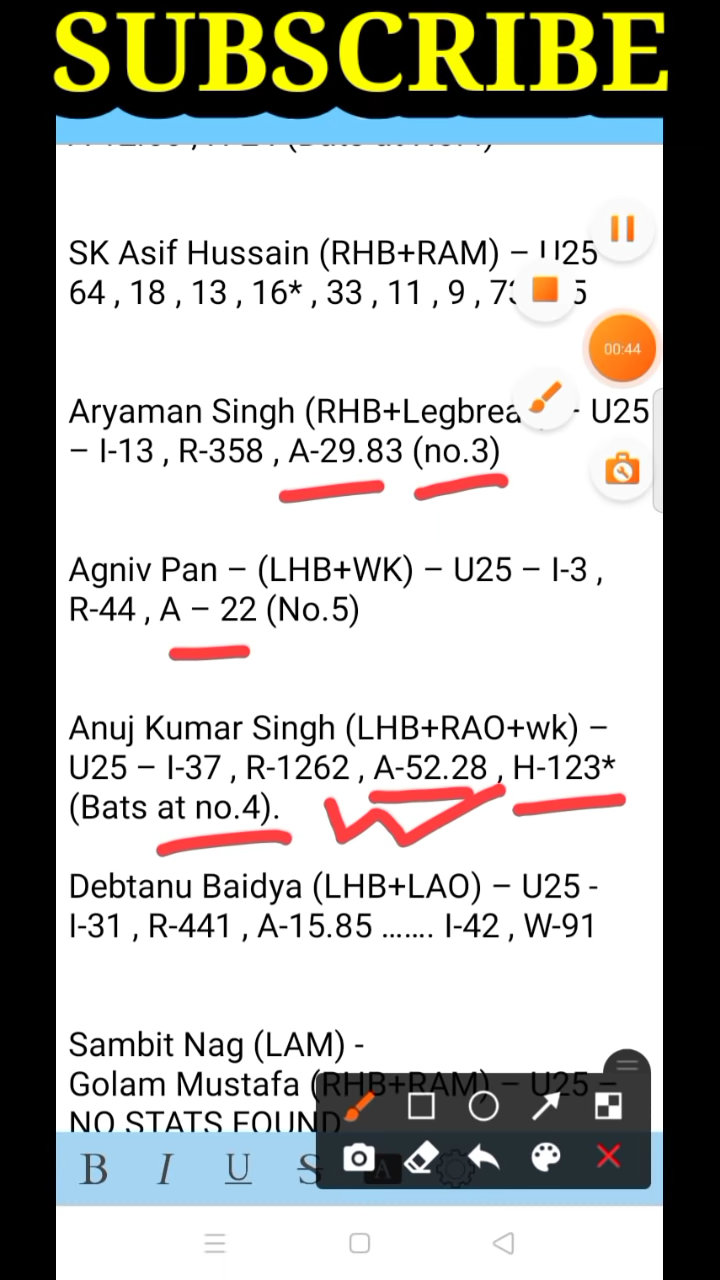 SUBSCRIBE
SK Asif Hussain (RHB+RAM) – U25
64 , 18 , 13 , 16* , 33 , 11 , 9 ,
00:44
Aryaman Singh (RHB+ U25
– I-13 , R-358 , A-29.83 (no.3)
Agniv Pan – (LHB+WK) – U25 – I-3 ,
R-44 , A – 22 (No.5)
Anuj Kumar Singh (LHB+RAO+wk) –
U25 – I-37 , R-1262 , A-52.28 , H-123*
(Bats at no.4).
Debtanu Baidya (LHB+LAO) – U25 -
I-31 , R-441 , A-15.85 ....... I-42 , W-91
Sambit Nag (LAM) -
Golam Mustafa (RHB+RAM) – U25 –
NO STATS FOUND
B I U S A